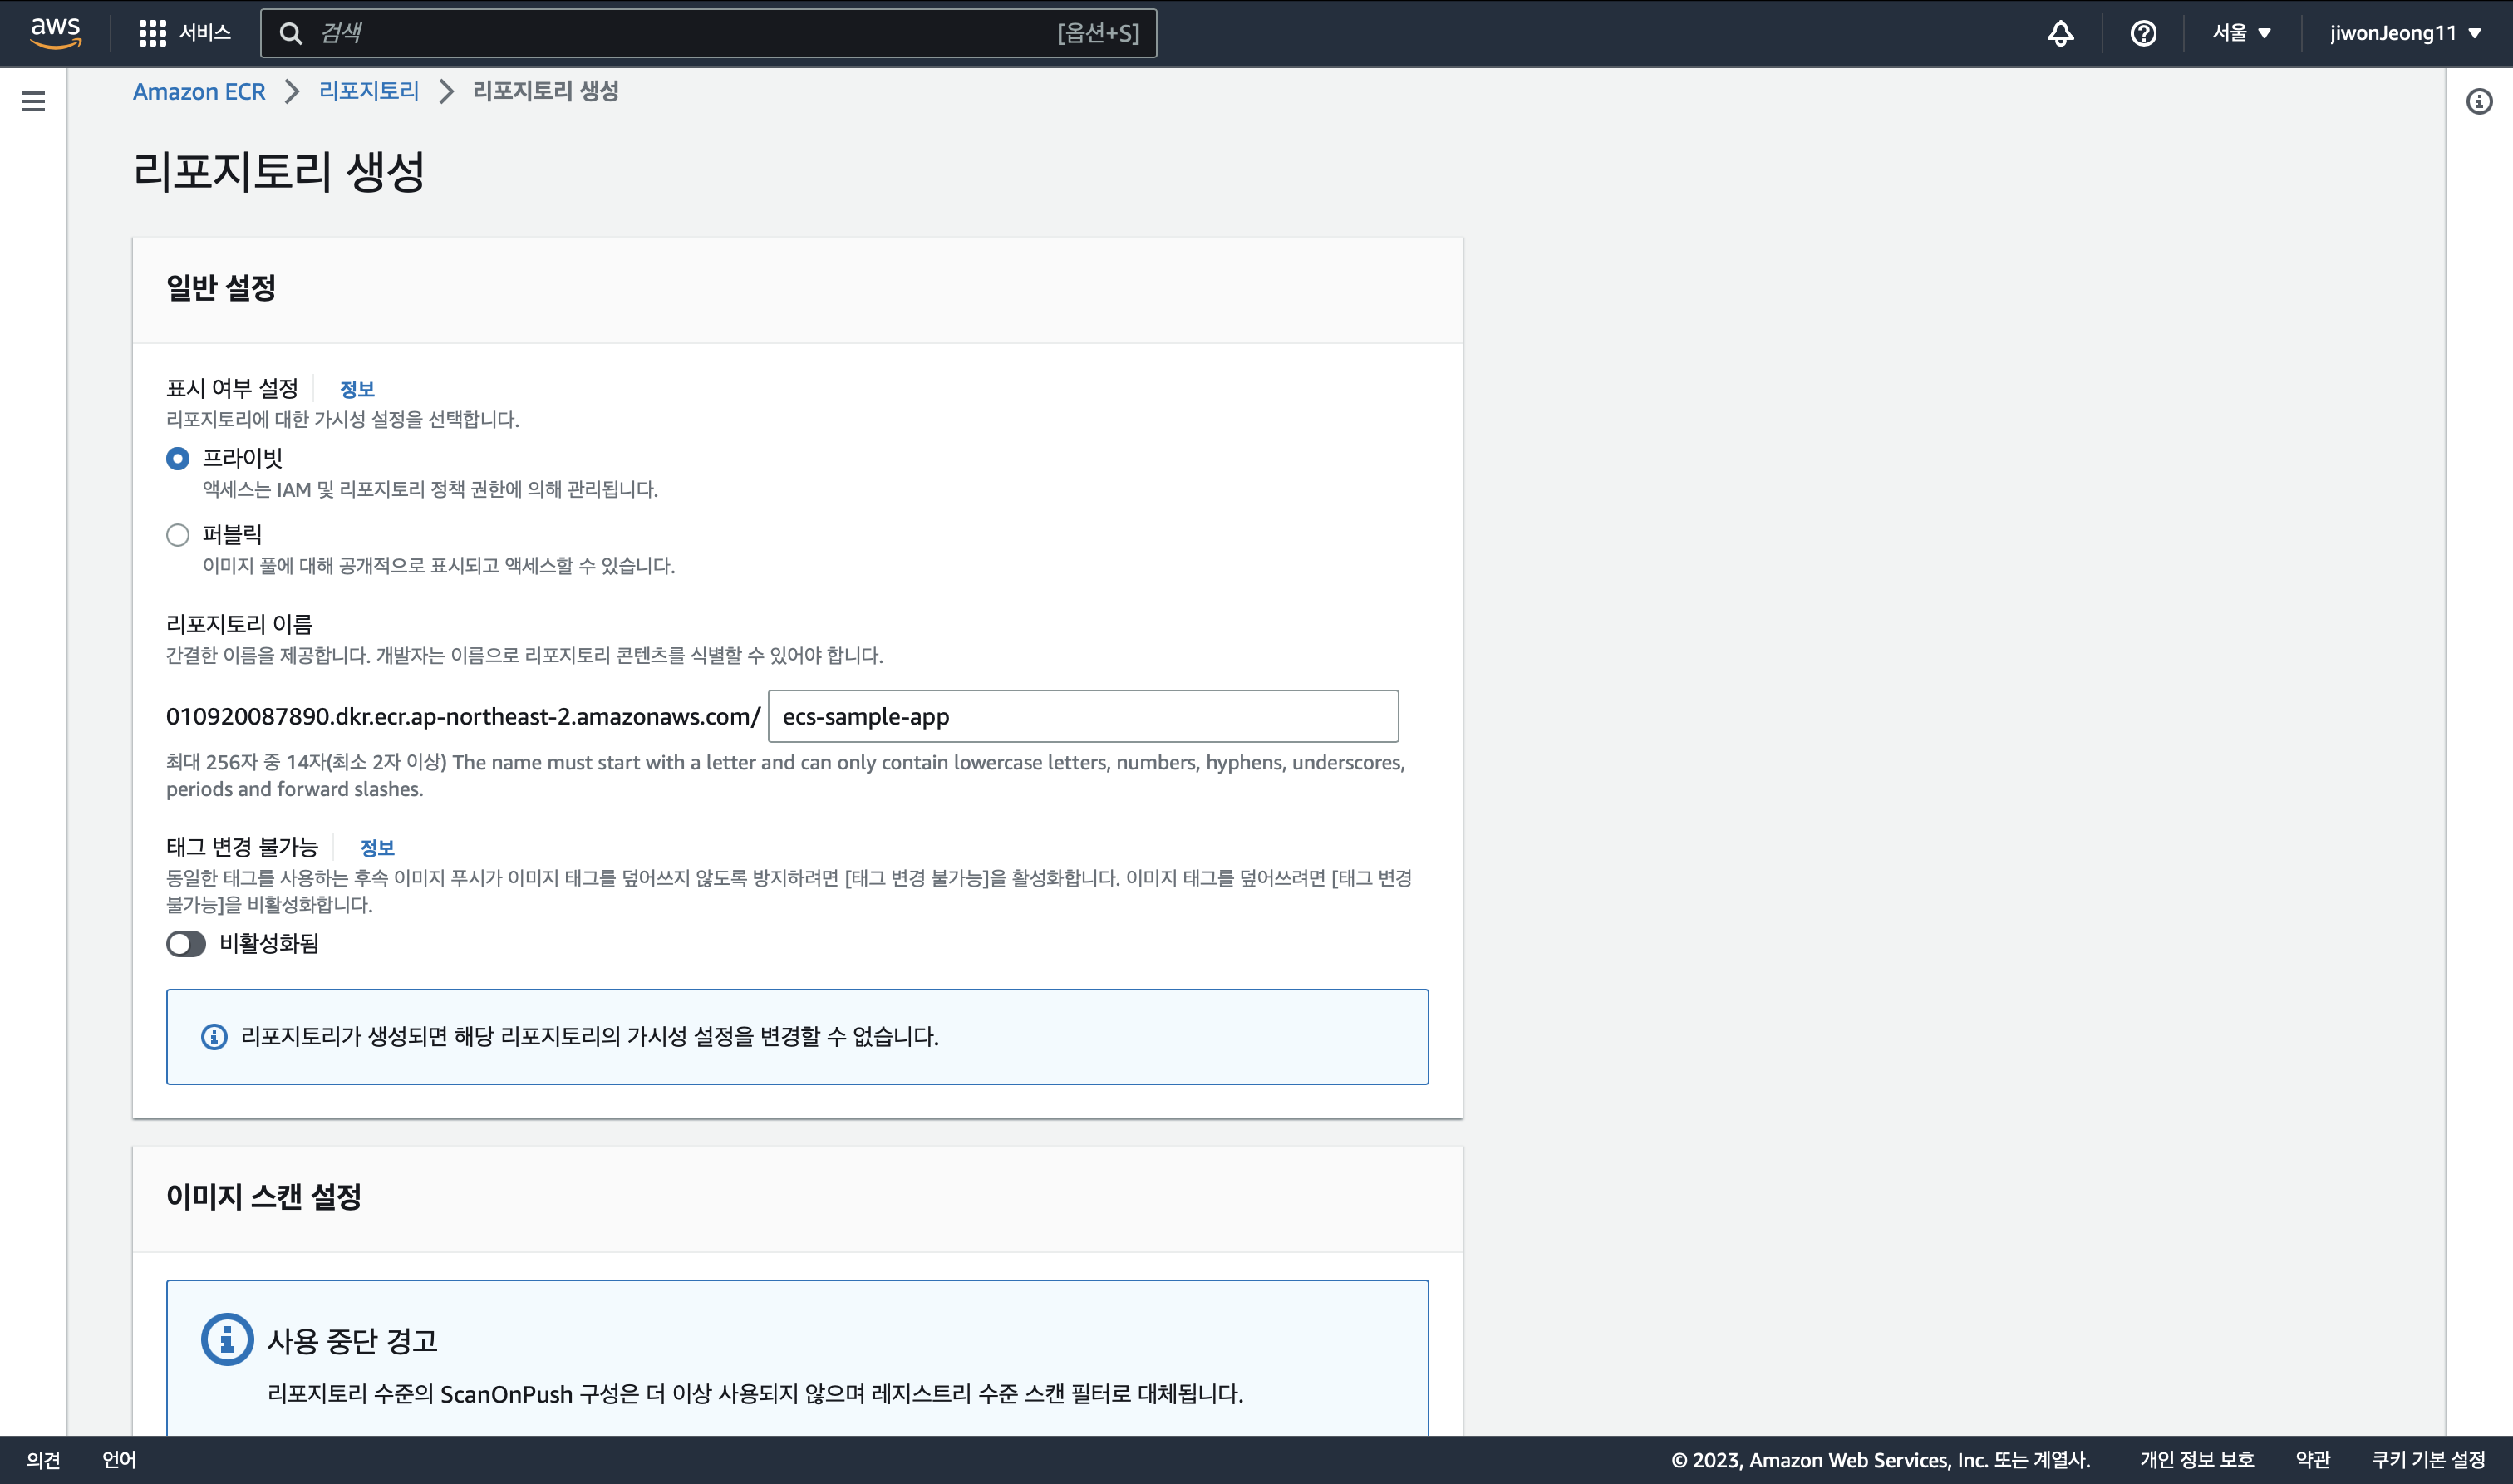 aws
서비스
검색
[옵션+S]
서울 ▼
jiwonJeong11 ▼
Amazon ECR > 리포지토리 > 리포지토리 생성
리포지토리 생성
일반 설정
표시 여부 설정 정보
리포지토리에 대한 가시성 설정을 선택합니다.
프라이빗
액세스는 IAM 및 리포지토리 정책 권한에 의해 관리됩니다.
퍼블릭
이미지 풀에 대해 공개적으로 표시되고 액세스할 수 있습니다.
리포지토리 이름
간결한 이름을 제공합니다. 개발자는 이름으로 리포지토리 콘텐츠를 식별할 수 있어야 합니다.
010920087890.dkr.ecr.ap-northeast-2.amazonaws.com/ ecs-sample-app
최대 256자 중 14자(최소 2자 이상) The name must start with a letter and can only contain lowercase letters, numbers, hyphens, underscores,
periods and forward slashes.
태그 변경 불가능 정보
동일한 태그를 사용하는 후속 이미지 푸시가 이미지 태그를 덮어쓰지 않도록 방지하려면 [태그 변경 불가능]을 활성화합니다. 이미지 태그를 덮어쓰려면 [태그 변경
불가능]을 비활성화합니다.
비활성화됨
리포지토리가 생성되면 해당 리포지토리의 가시성 설정을 변경할 수 없습니다.
이미지 스캔 설정
사용 중단 경고
리포지토리 수준의 ScanOnPush 구성은 더 이상 사용되지 않으며 레지스트리 수준 스캔 필터로 대체됩니다.
의견
언어
© 2023, Amazon Web Services, Inc. 또는 계열사.
개인 정보 보호
약관
쿠키 기본 설정